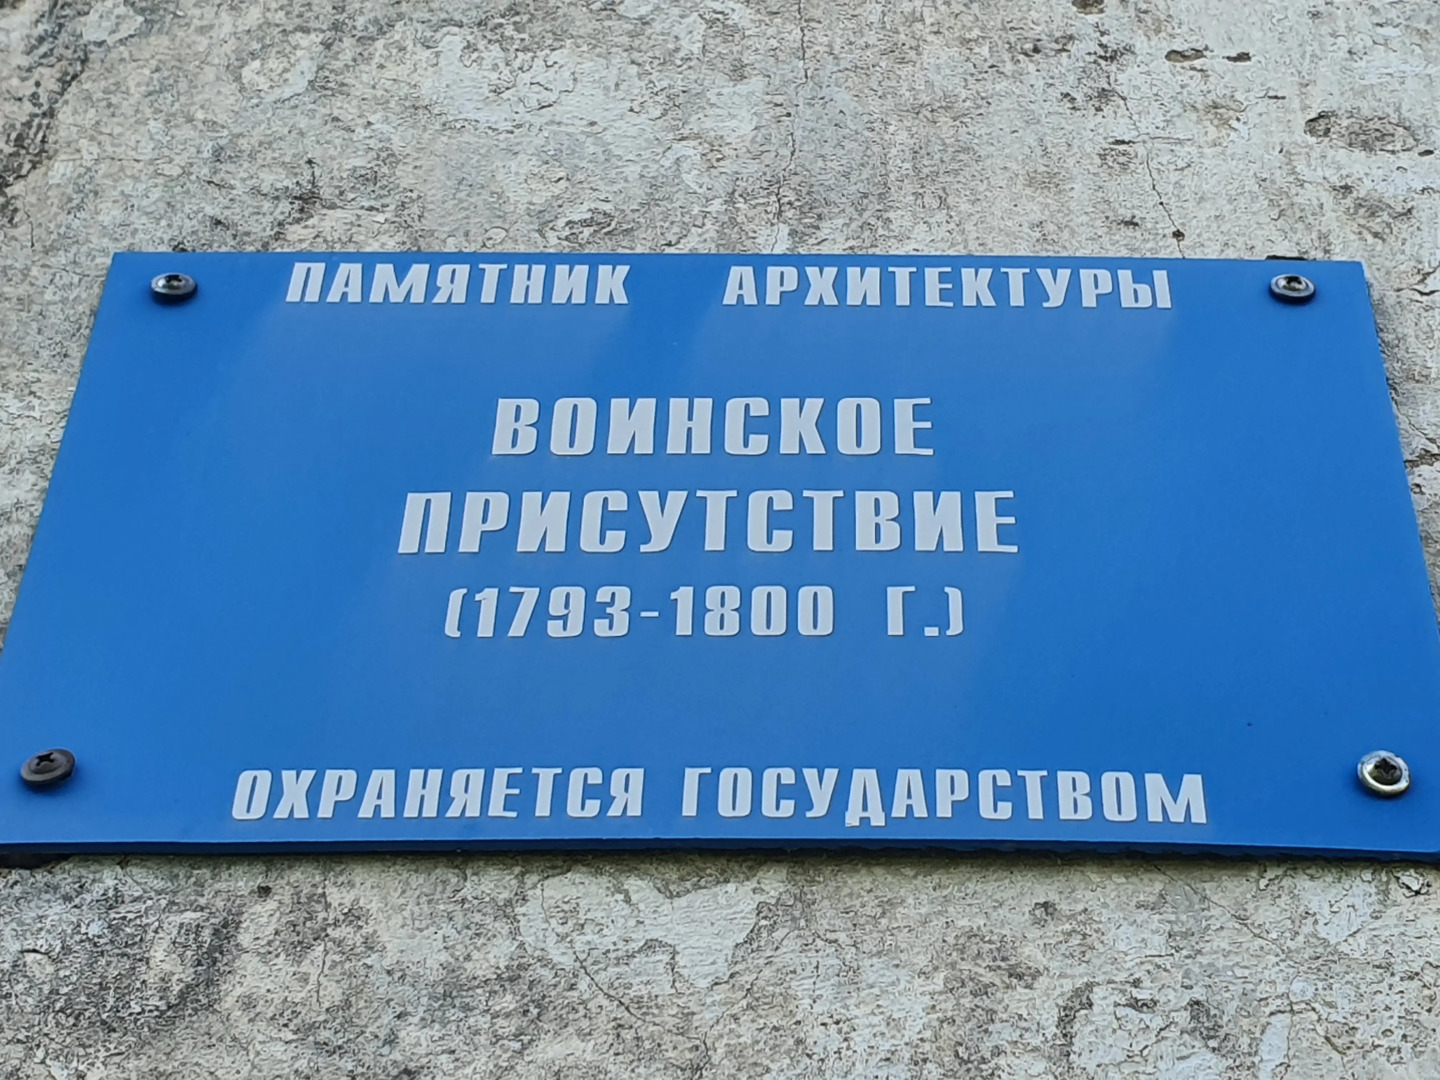 ПАМЯТНИК АРХИТЕКТУРЫ
ВОИНСКОЕ
ПРИСУТСТВИЕ
(1793-1800 Г.)
ОХРАНЯЕТСЯ ГОСУДАРСТВОМ